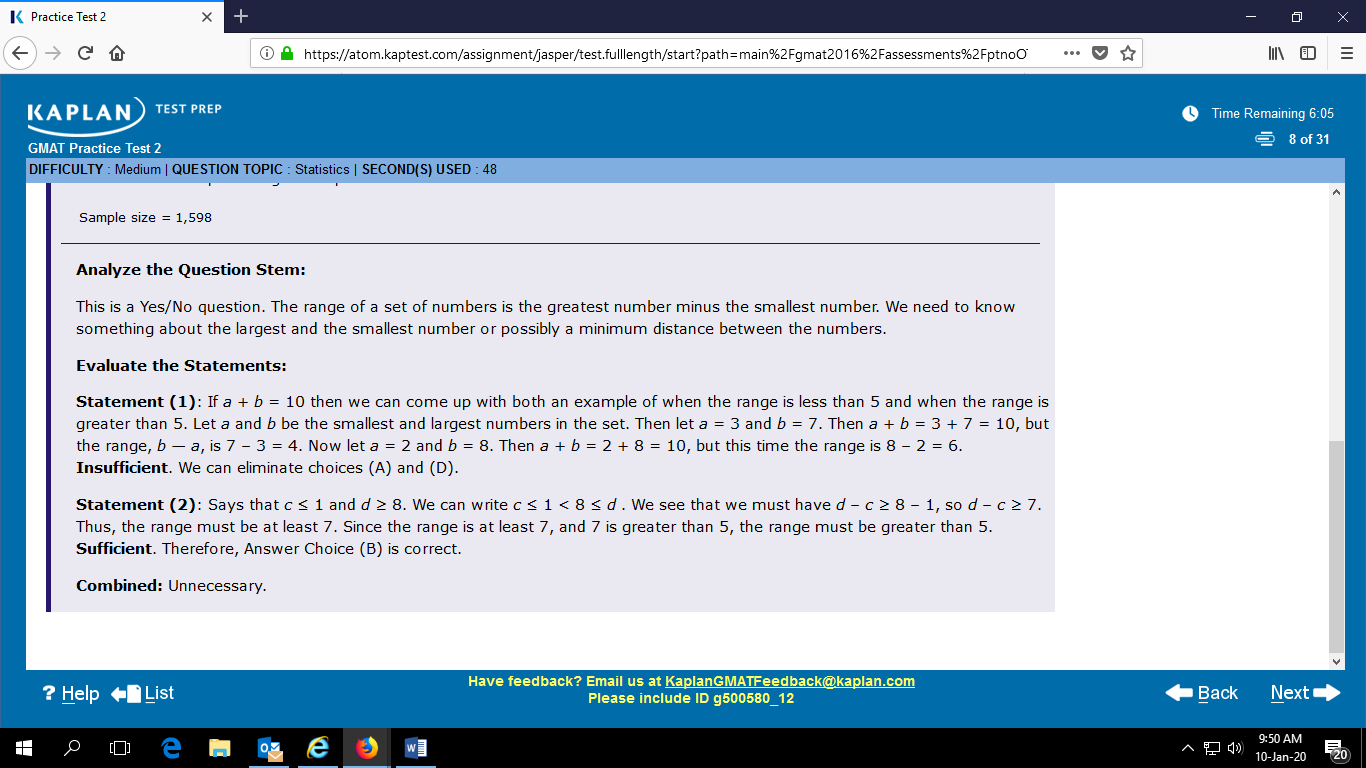 Practice Test 2
https://atom.kaptest.com/assignment/jasper/test.fulllength/start?path=main%2Fgmat2016%2Fassessments%2FptnoO
KAPLAN TEST PREP
Time Remaining 6:05
GMAT Practice Test 2
8 of 31
DIFFICULTY : Medium | QUESTION TOPIC : Statistics | SECOND(S) USED : 48
Sample size = 1,598
Analyze the Question Stem:
This is a Yes/No question. The range of a set of numbers is the greatest number minus the smallest number. We need to know
something about the largest and the smallest number or possibly a minimum distance between the numbers.
Evaluate the Statements:
Statement (1): If a + b = 10 then we can come up with both an example of when the range is less than 5 and when the range is
greater than 5. Let a and b be the smallest and largest numbers in the set. Then let a = 3 and b = 7. Then a + b = 3 + 7 = 10, but
the range, b — a, is 7 – 3 = 4. Now let a = 2 and b = 8. Then a + b = 2 + 8 = 10, but this time the range is 8 – 2 = 6.
Insufficient. We can eliminate choices (A) and (D).
Statement (2): Says that c ≤ 1 and d ≥ 8. We can write c ≤ 1 < 8 ≤ d . We see that we must have d – c ≥ 8 – 1, so d – c ≥ 7.
Thus, the range must be at least 7. Since the range is at least 7, and 7 is greater than 5, the range must be greater than 5.
Sufficient. Therefore, Answer Choice (B) is correct.
Combined: Unnecessary.
? Help List
Have feedback? Email us at KaplanGMATFeedback@kaplan.com
Please include ID g500580_12
Back Next
9:50 AM
10-Jan-20
20